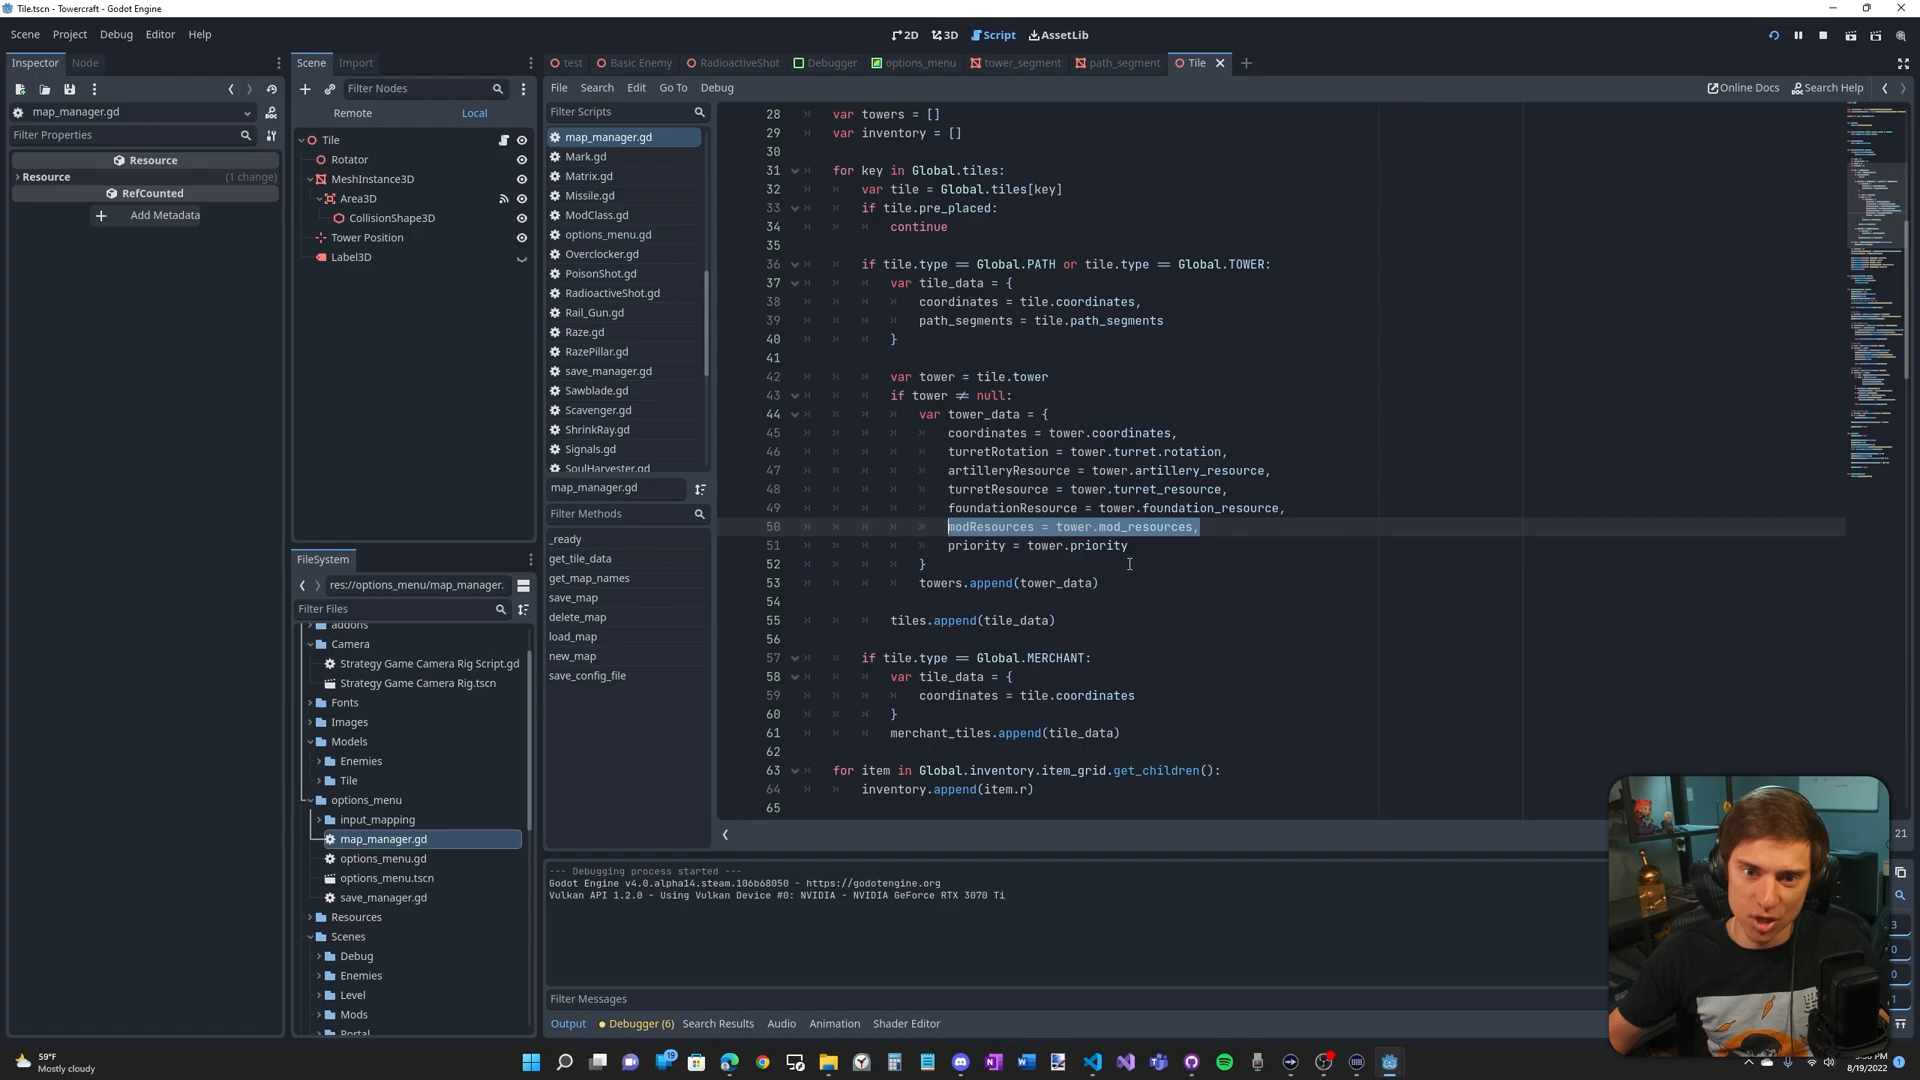 Tile.tscn - Towercraft - Godot Engine
Scene Project Debug Editor Help
2D 3D Script AssetLib
Inspector Node
map_manager.gd
Filter Properties
Resource
Resource (1 change)
RefCounted
Add Metadata
Scene Import
Filter Nodes
Remote Local
Tile
Rotator
MeshInstance3D
Area3D
CollisionShape3D
Tower Position
Label3D
FileSystem
res://options_menu/map_manager.
Filter Files
addons
Camera
Strategy Game Camera Rig Script.gd
Strategy Game Camera Rig.tscn
Fonts
Images
Models
Enemies
Tile
options_menu
input_mapping
map_manager.gd
options_menu.gd
options_menu.tscn
save_manager.gd
Resources
Scenes
Debug
Enemies
Level
Mods
Portal
test Basic Enemy RadioactiveShot Debugger options_menu tower_segment path_segment Tile
File Search Edit Go To Debug
Online Docs Search Help
Filter Scripts
map_manager.gd
Mark.gd
Matrix.gd
Missile.gd
ModClass.gd
options_menu.gd
Overclocker.gd
PoisonShot.gd
RadioactiveShot.gd
Rail_Gun.gd
Raze.gd
RazePillar.gd
save_manager.gd
Sawblade.gd
Scavenger.gd
ShrinkRay.gd
Signals.gd
SoulHarvester.gd
map_manager.gd
Filter Methods
_ready
get_tile_data
get_map_names
save_map
delete_map
load_map
new_map
save_config_file
28 var towers = []
29 var inventory = []
30
31 for key in Global.tiles:
32 var tile = Global.tiles[key]
33 if tile.pre_placed:
34 continue
35
36 if tile.type == Global.PATH or tile.type == Global.TOWER:
37 var tile_data = {
38 coordinates = tile.coordinates,
39 path_segments = tile.path_segments
40 }
41
42 var tower = tile.tower
43 if tower != null:
44 var tower_data = {
45 coordinates = tower.coordinates,
46 turretRotation = tower.turret.rotation,
47 artilleryResource = tower.artillery_resource,
48 turretResource = tower.turret_resource,
49 foundationResource = tower.foundation_resource,
50 modResources = tower.mod_resources,
51 priority = tower.priority
52 }
53 towers.append(tower_data)
54
55 tiles.append(tile_data)
56
57 if tile.type == Global.MERCHANT:
58 var tile_data = {
59 coordinates = tile.coordinates
60 }
61 merchant_tiles.append(tile_data)
62
63 for item in Global.inventory.item_grid.get_children():
64 inventory.append(item.r)
65
21
--- Debugging process started ---
Godot Engine v4.0.alpha14.steam.106b68050 - https://godotengine.org
Vulkan API 1.2.0 - Using Vulkan Device #0: NVIDIA - NVIDIA GeForce RTX 3070 Ti
3
0
0
1
Filter Messages
Output Debugger (6) Search Results Audio Animation Shader Editor
59°F
Mostly cloudy
19
8/19/2022